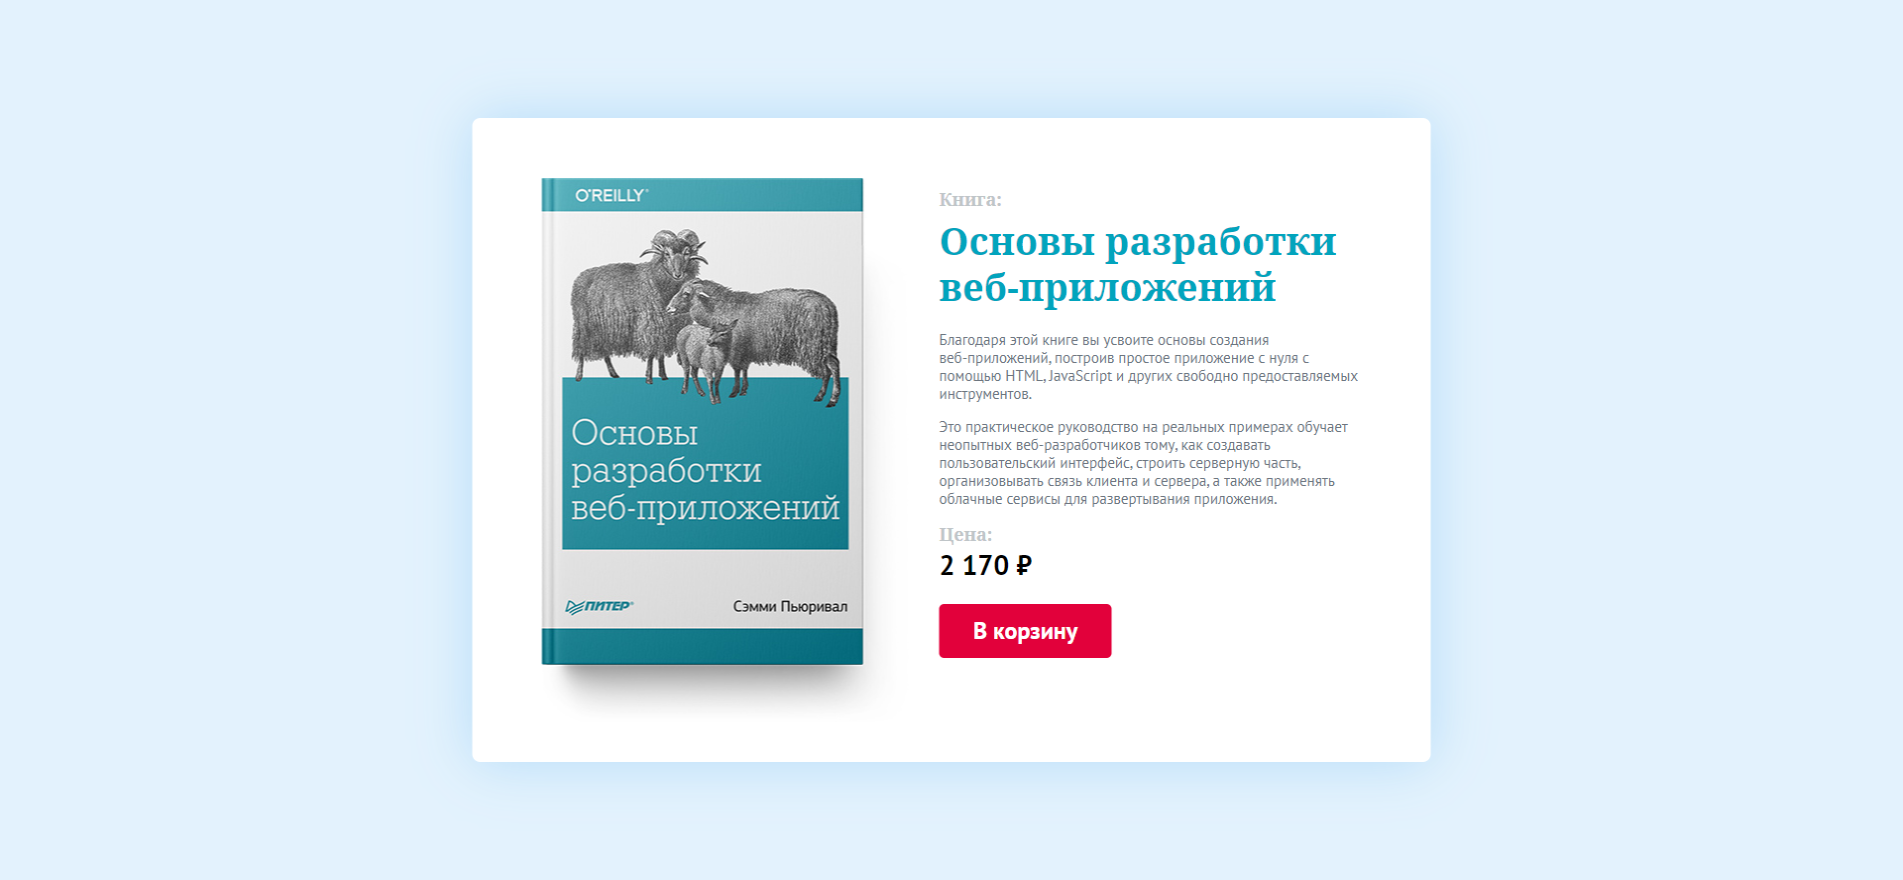 O'REILLY®
Основы
разработки
веб-приложений
ПИТЕР®
Сэмми Пьюривал
Книга:
Основы разработки
веб-приложений
Благодаря этой книге вы усвоите основы создания
веб-приложений, построив простое приложение с нуля с
помощью HTML, JavaScript и других свободно предоставляемых
инструментов.
Это практическое руководство на реальных примерах обучает
неопытных веб-разработчиков тому, как создавать
пользовательский интерфейс, строить серверную часть,
организовывать связь клиента и сервера, а также применять
облачные сервисы для развертывания приложения.
Цена:
2 170 ₽
В корзину